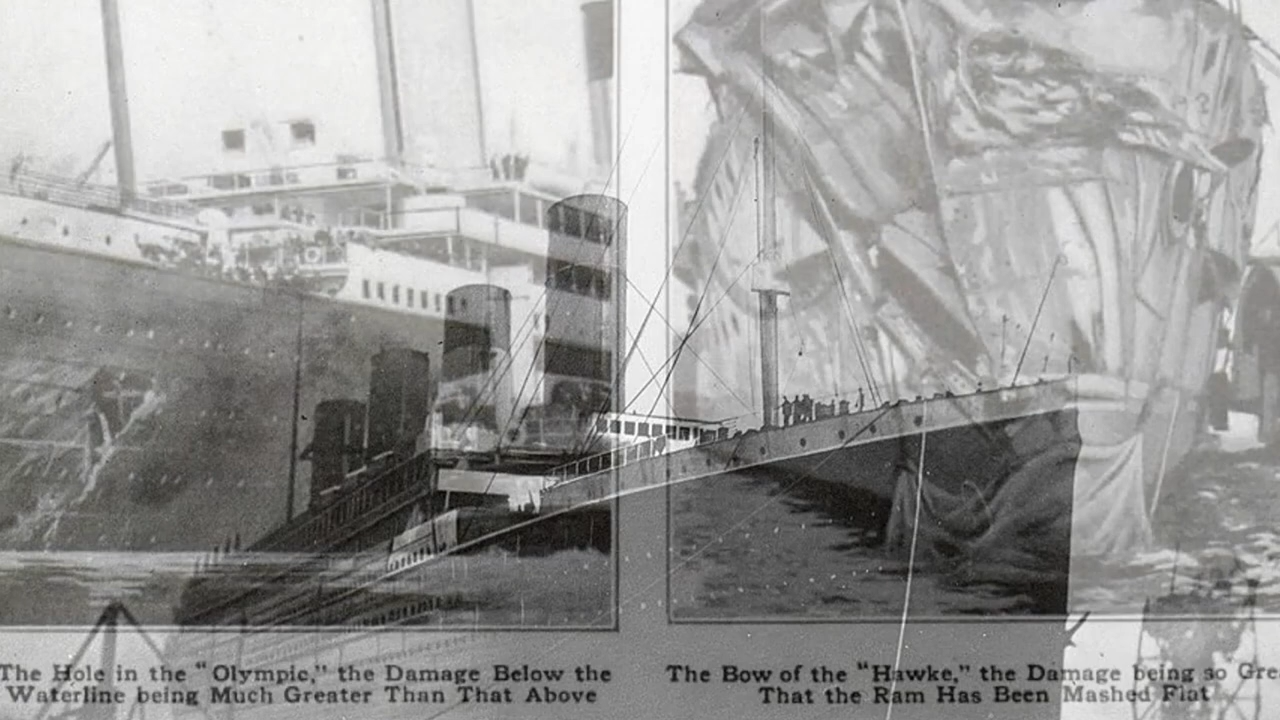 The Hole in the "Olympic," the Damage Below the
Waterline being Much Greater Than That Above
The Bow of the "Hawke," the Damage being so Grea
That the Ram Has Been Mashed Flat